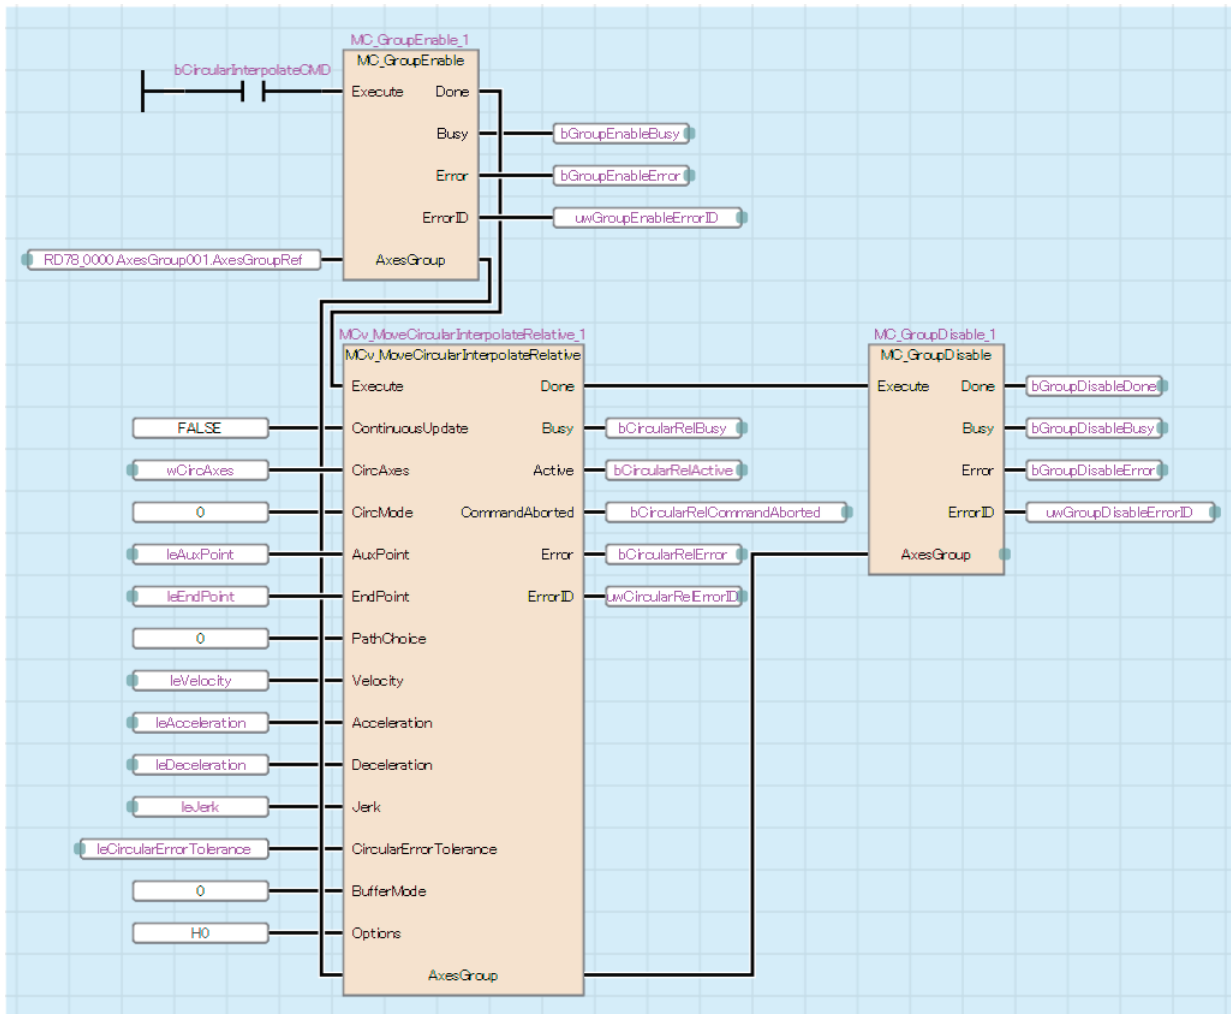 MC_GroupEnable_1
MC_GroupEnable
bCircularInterpolateCMD
Execute Done
Busy bGroupEnableBusy
Error bGroupEnableError
ErrorID uwGroupEnableErrorID
RD78_0000.AxesGroup001.AxesGroupRef AxesGroup
MCv_MoveCircularInterpolateRelative_1 MC_GroupDisable_1
MCv_MoveCircularInterpolateRelative MC_GroupDisable
Execute Done Execute Done bGroupDisableDone
FALSE ContinuousUpdate Busy bCircularRelBusy Busy bGroupDisableBusy
wCircAxes CircAxes Active bCircularRelActive Error bGroupDisableError
0 CircMode CommandAborted bCircularRelCommandAborted ErrorID uwGroupDisableErrorID
leAuxPoint AuxPoint Error bCircularRelError AxesGroup
leEndPoint EndPoint ErrorID uwCircularRelErrorID
0 PathChoice
leVelocity Velocity
leAcceleration Acceleration
leDeceleration Deceleration
leJerk Jerk
leCircularErrorTolerance CircularErrorTolerance
0 BufferMode
H0 Options
AxesGroup